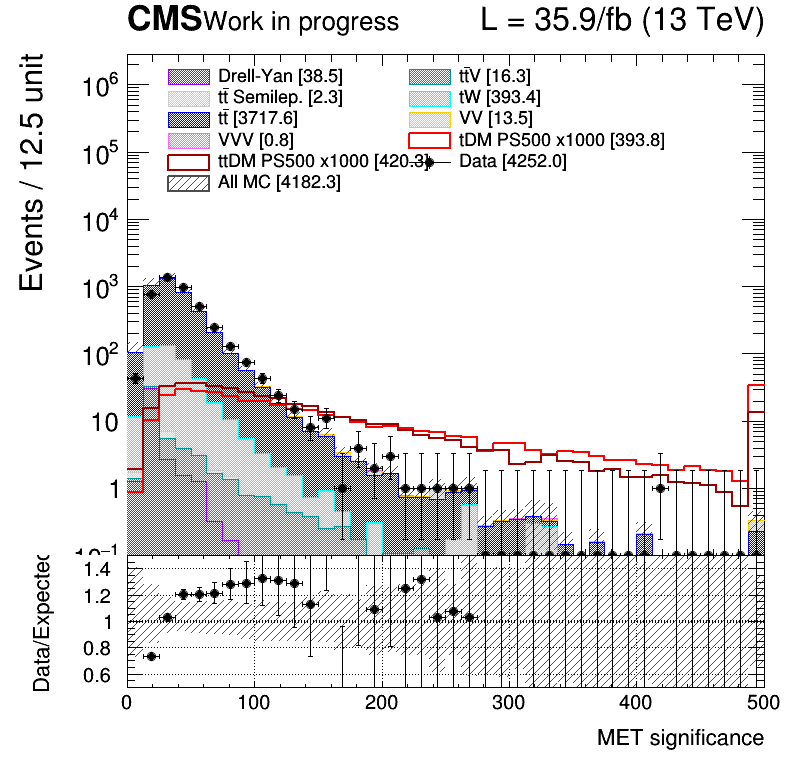 CMS Work in progress L = 35.9/fb (13 TeV)
Drell-Yan [38.5] tt̄V [16.3]
tt̄ Semilep. [2.3] tW [393.4]
tt̄ [3717.6] VV [13.5]
VVV [0.8] tDM PS500 x1000 [393.8]
ttDM PS500 x1000 [420.3] Data [4252.0]
All MC [4182.3]
Events / 12.5 unit
10⁶
10⁵
10⁴
10³
10²
10
1
10⁻¹
Data/Expected
1.4
1.2
1
0.8
0.6
0 100 200 300 400 500
MET significance